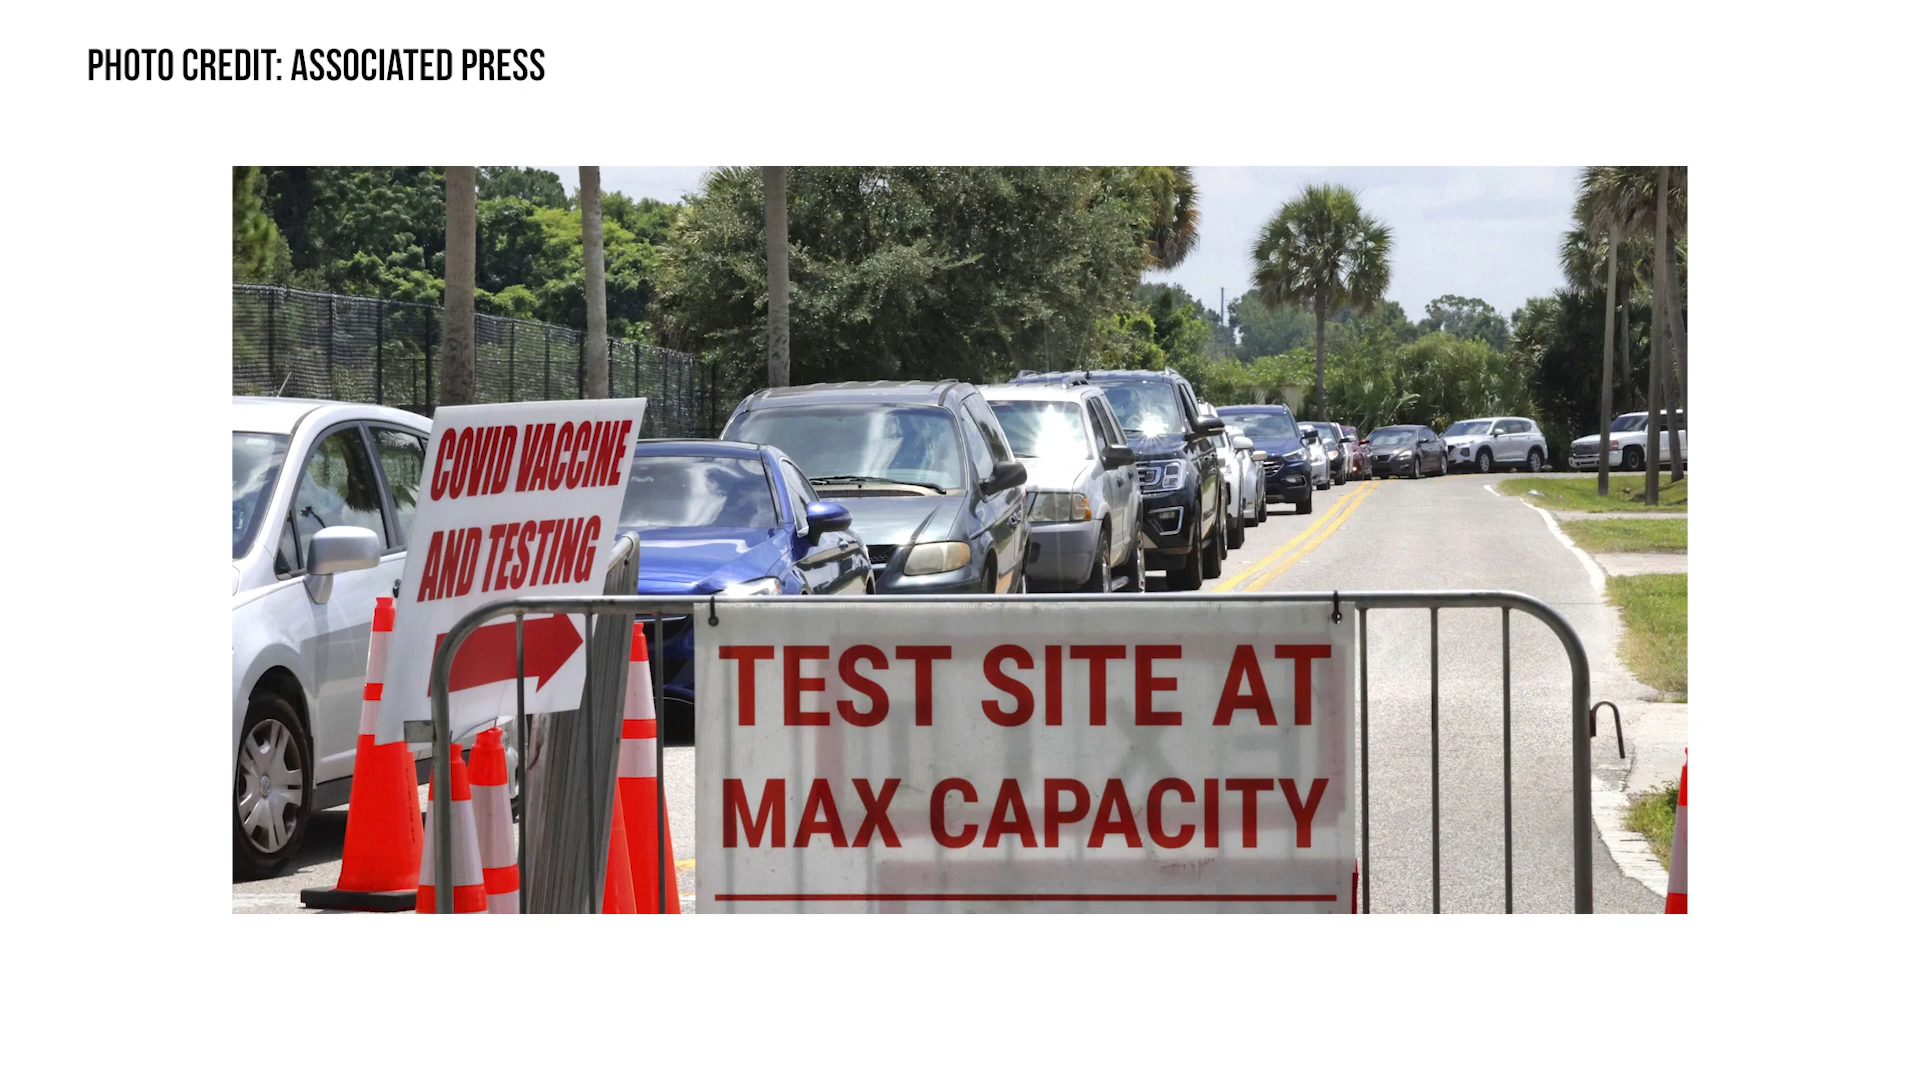 PHOTO CREDIT: ASSOCIATED PRESS
COVID VACCINE
AND TESTING
TEST SITE AT
MAX CAPACITY